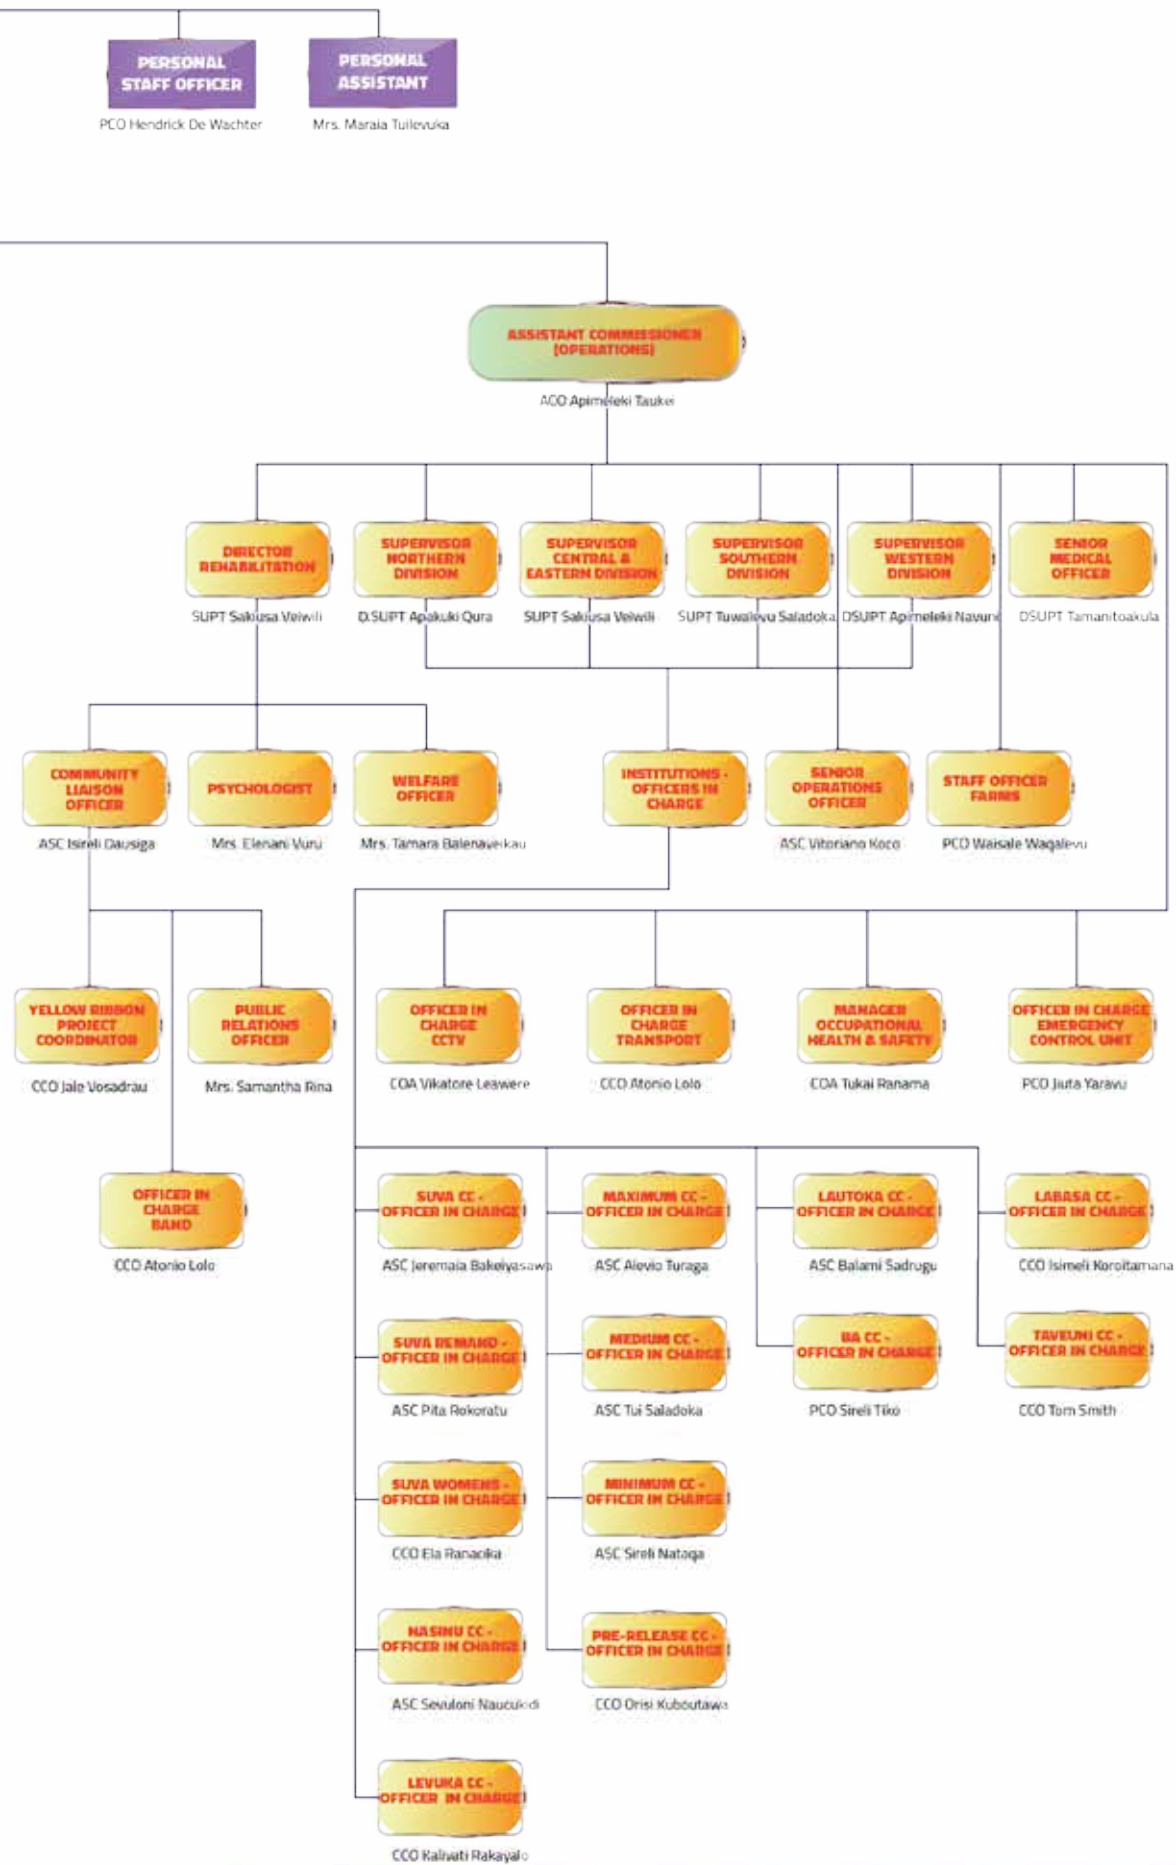 PERSONAL
STAFF OFFICER
PCO Hendrick De Wachter
PERSONAL
ASSISTANT
Mrs. Maraia Tuilevuka
ASSISTANT COMMISSIONER
(OPERATIONS)
ACO Apimeleki Taukei
DIRECTOR
REHABILITATION
SUPT Sakiusa Veiwili
SUPERVISOR
NORTHERN
DIVISION
D.SUPT Apakuki Qura
SUPERVISOR
CENTRAL &
EASTERN DIVISION
SUPT Sakiusa Veiwili
SUPERVISOR
SOUTHERN
DIVISION
SUPT Tuwalevu Saladoka
SUPERVISOR
WESTERN
DIVISION
DSUPT Apimeleki Navuni
SENIOR
MEDICAL
OFFICER
DSUPT Tamanitoakula
COMMUNITY
LIAISON
OFFICER
ASC Isireli Dausiga
PSYCHOLOGIST
Mrs. Elenani Vuru
WELFARE
OFFICER
Mrs. Tamara Balenaveikau
INSTITUTIONS -
OFFICERS IN
CHARGE
SENIOR
OPERATIONS
OFFICER
ASC Vitoriano Koco
STAFF OFFICER
FARMS
PCO Waisale Waqalevu
YELLOW RIBBON
PROJECT
COORDINATOR
CCO Jale Vosadrau
PUBLIC
RELATIONS
OFFICER
Mrs. Samantha Rina
OFFICER IN
CHARGE
CCTV
COA Vikatore Leawere
OFFICER IN
CHARGE
TRANSPORT
CCO Atonio Lolo
MANAGER
OCCUPATIONAL
HEALTH & SAFETY
COA Tukai Ranama
OFFICER IN CHARGE
EMERGENCY
CONTROL UNIT
PCO Jiuta Yaravu
OFFICER IN
CHARGE
BAND
CCO Atonio Lolo
SUVA CC -
OFFICER IN CHARGE
ASC Jeremaia Bakeiyasawa
MAXIMUM CC -
OFFICER IN CHARGE
ASC Alevio Turaga
LAUTOKA CC -
OFFICER IN CHARGE
ASC Balami Sadrugu
LABASA CC -
OFFICER IN CHARGE
CCO Isimeli Koroitamana
SUVA REMAND -
OFFICER IN CHARGE
ASC Pita Rokoratu
MEDIUM CC -
OFFICER IN CHARGE
ASC Tui Saladoka
BA CC -
OFFICER IN CHARGE
PCO Sireli Tiko
TAVEUNI CC -
OFFICER IN CHARGE
CCO Tom Smith
SUVA WOMENS -
OFFICER IN CHARGE
CCO Ela Ranacika
MINIMUM CC -
OFFICER IN CHARGE
ASC Sireli Nataqa
NASINU CC -
OFFICER IN CHARGE
ASC Sevuloni Naucukidi
PRE-RELEASE CC -
OFFICER IN CHARGE
CCO Orisi Kuboutawa
LEVUKA CC -
OFFICER IN CHARGE
CCO Kalivati Rakayalo